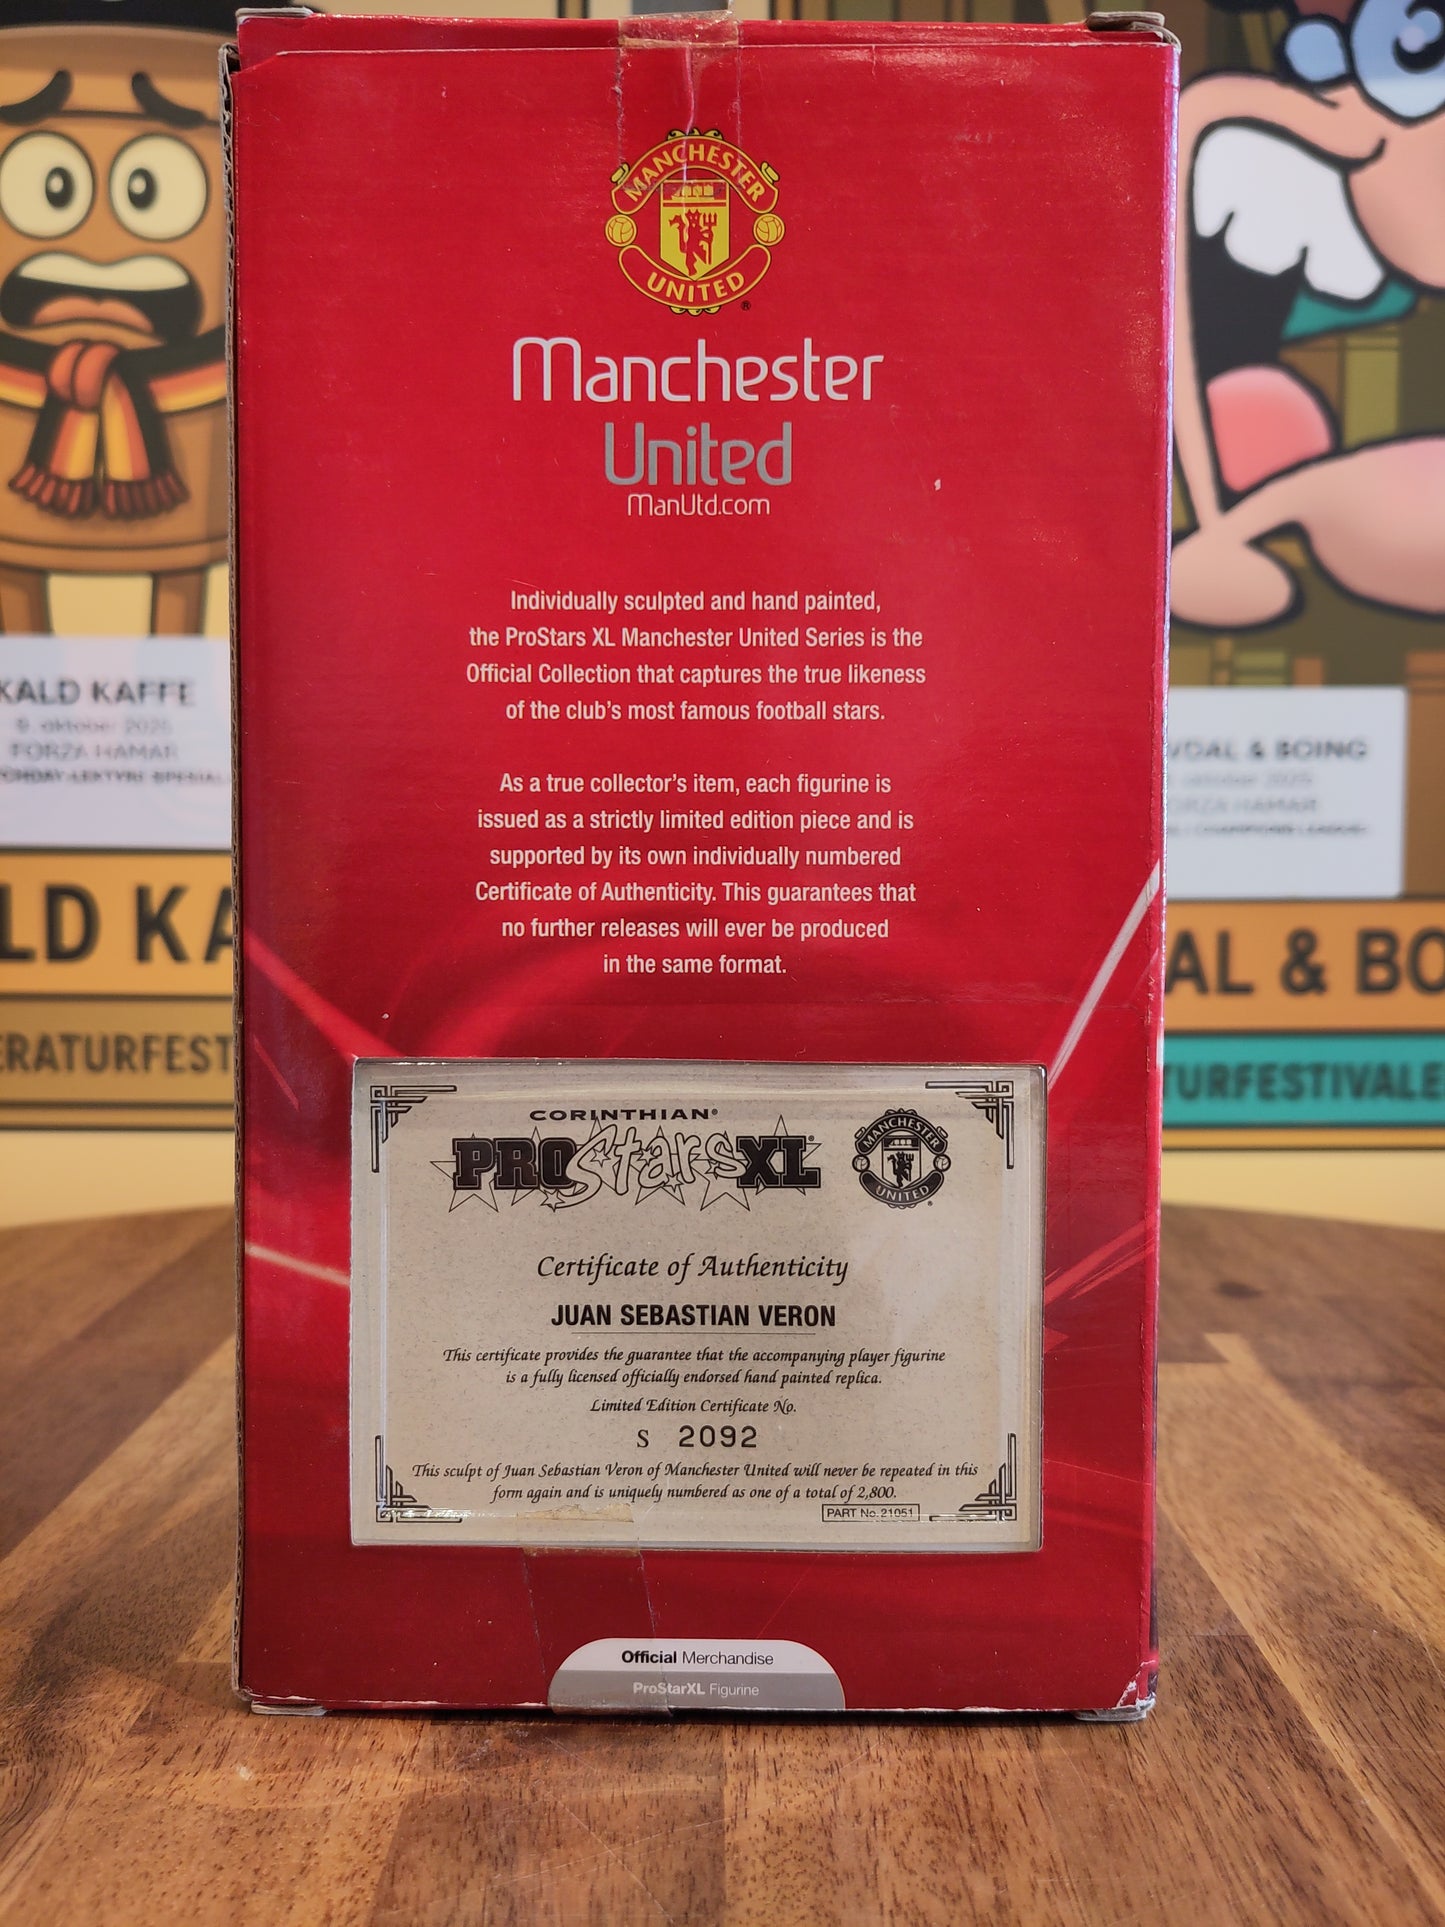 MANCHESTER
UNITED
®
Manchester
United
ManUtd.com
Individually sculpted and hand painted,
the ProStars XL Manchester United Series is the
Official Collection that captures the true likeness
of the club's most famous football stars.
As a true collector's item, each figurine is
issued as a strictly limited edition piece and is
supported by its own individually numbered
Certificate of Authenticity. This guarantees that
no further releases will ever be produced
in the same format.
CORINTHIAN®
PROStarsXL®
MANCHESTER
UNITED
Certificate of Authenticity
JUAN SEBASTIAN VERON
This certificate provides the guarantee that the accompanying player figurine
is a fully licensed officially endorsed hand painted replica.
Limited Edition Certificate No.
S 2092
This sculpt of Juan Sebastian Veron of Manchester United will never be repeated in this
form again and is uniquely numbered as one of a total of 2,800.
PART No.21051
Official Merchandise
ProStarXL Figurine
KALD KAFFE
9. oktober 2025
FORZA HAMAR
LD KA
ERATURFEST
VDAL & BOING
oktober 2025
FORZA HAMAR
AL & BO
TURFESTIVALE